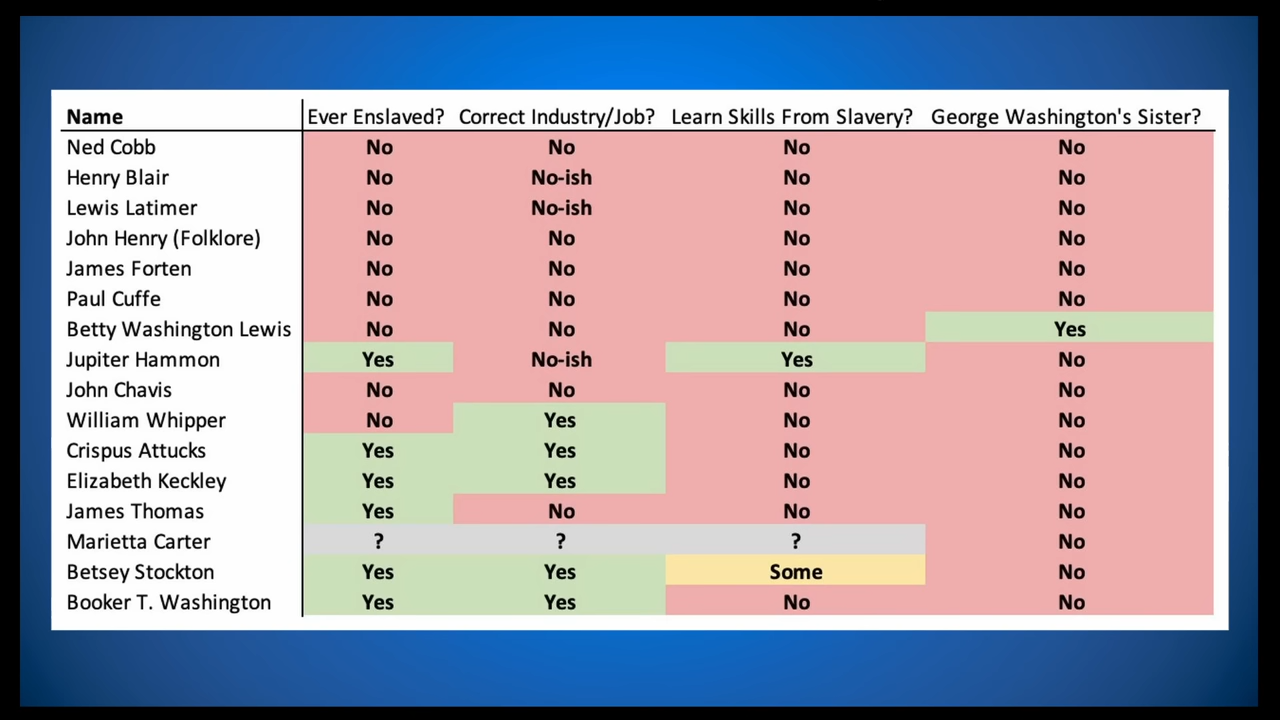 Name Ever Enslaved? Correct Industry/Job? Learn Skills From Slavery? George Washington's Sister?
Ned Cobb No No No No
Henry Blair No No-ish No No
Lewis Latimer No No-ish No No
John Henry (Folklore) No No No No
James Forten No No No No
Paul Cuffe No No No No
Betty Washington Lewis No No No Yes
Jupiter Hammon Yes No-ish Yes No
John Chavis No No No No
William Whipper No Yes No No
Crispus Attucks Yes Yes No No
Elizabeth Keckley Yes Yes No No
James Thomas Yes No No No
Marietta Carter ? ? ? No
Betsey Stockton Yes Yes Some No
Booker T. Washington Yes Yes No No